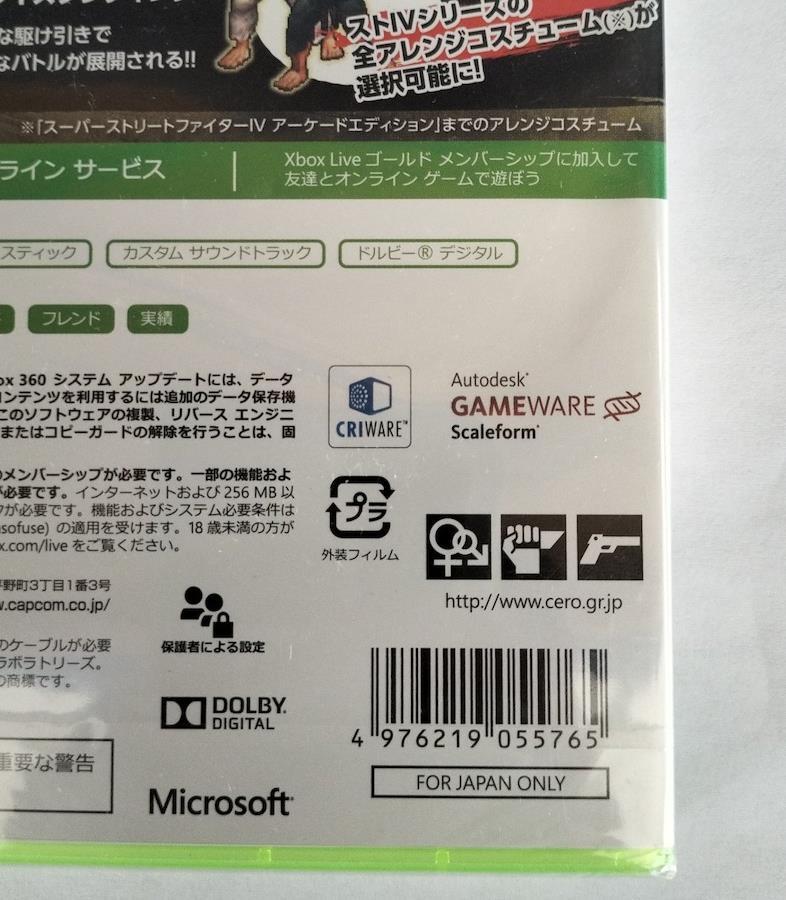 ストIVシリーズの
全アレンジコスチューム(※)が
選択可能に!
な駆け引きで
なバトルが展開される!!
※「スーパーストリートファイターIV アーケードエディション」までのアレンジコスチューム
ライン サービス
Xbox Live ゴールド メンバーシップに加入して
友達とオンライン ゲームで遊ぼう
スティック
カスタム サウンドトラック
ドルビー® デジタル
フレンド
実績
ox 360 システム アップデートには、データ
コンテンツを利用するには追加のデータ保存機
このソフトウェアの複製、リバース エンジニ
またはコピーガードの解除を行うことは、固
のメンバーシップが必要です。一部の機能およ
が必要です。インターネットおよび 256 MB 以
クが必要です。機能およびシステム必要条件は
nsofuse) の適用を受けます。18 歳未満の方が
x.com/live をご覧ください。
CRIWARE™
Autodesk®
GAMEWARE
Scaleform®
プラ
外装フィルム
http://www.cero.gr.jp
平野町3丁目1番3号
w.capcom.co.jp/
保護者による設定
のケーブルが必要
ラボラトリーズ。
の商標です。
DOLBY
DIGITAL
4 976219 055765
FOR JAPAN ONLY
重要な警告
Microsoft®